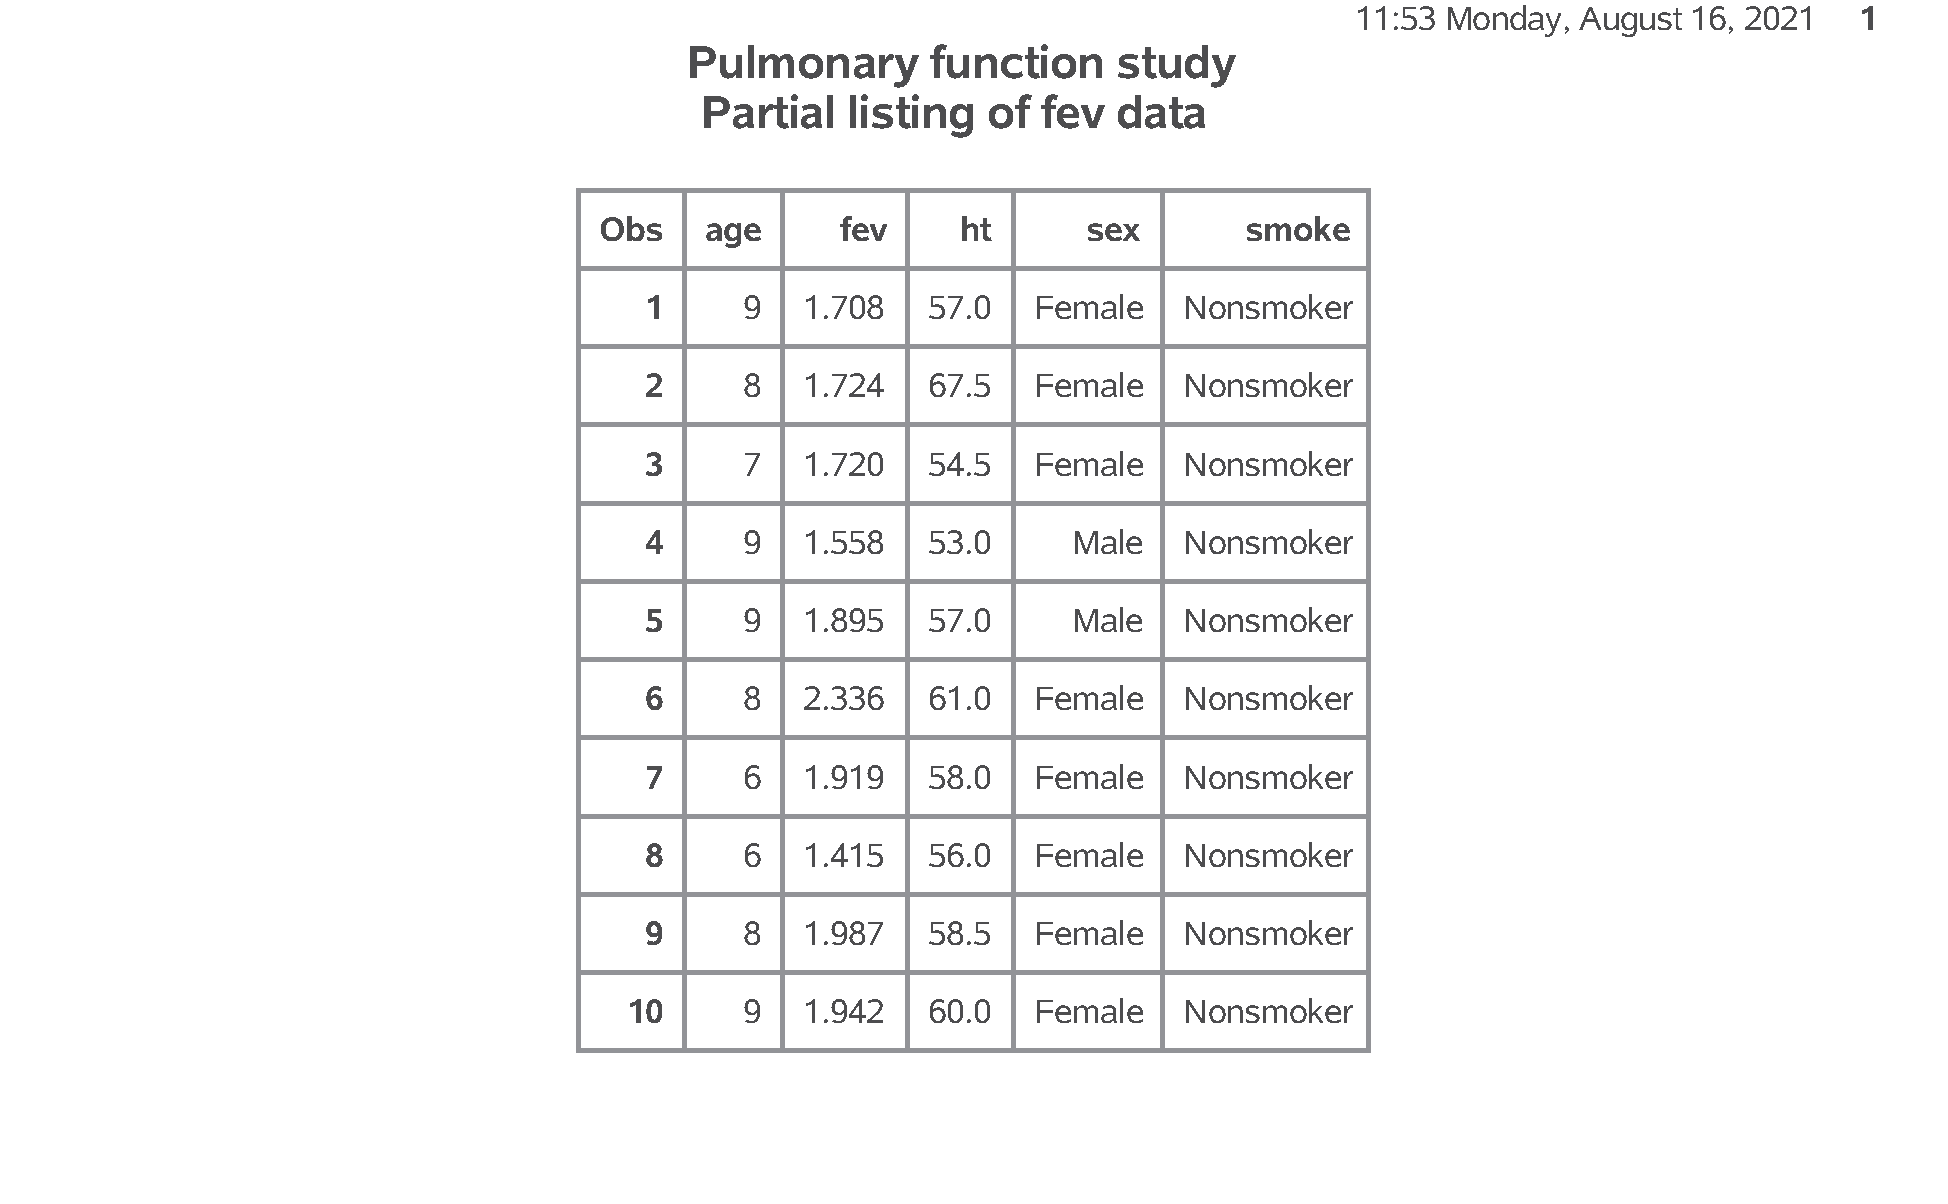 11:53 Monday, August 16, 2021 1
Pulmonary function study
Partial listing of fev data
Obs age fev ht sex smoke
1 9 1.708 57.0 Female Nonsmoker
2 8 1.724 67.5 Female Nonsmoker
3 7 1.720 54.5 Female Nonsmoker
4 9 1.558 53.0 Male Nonsmoker
5 9 1.895 57.0 Male Nonsmoker
6 8 2.336 61.0 Female Nonsmoker
7 6 1.919 58.0 Female Nonsmoker
8 6 1.415 56.0 Female Nonsmoker
9 8 1.987 58.5 Female Nonsmoker
10 9 1.942 60.0 Female Nonsmoker